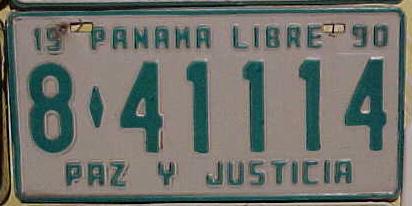 19 PANAMA LIBRE 90
8♦41114
PAZ Y JUSTICIA